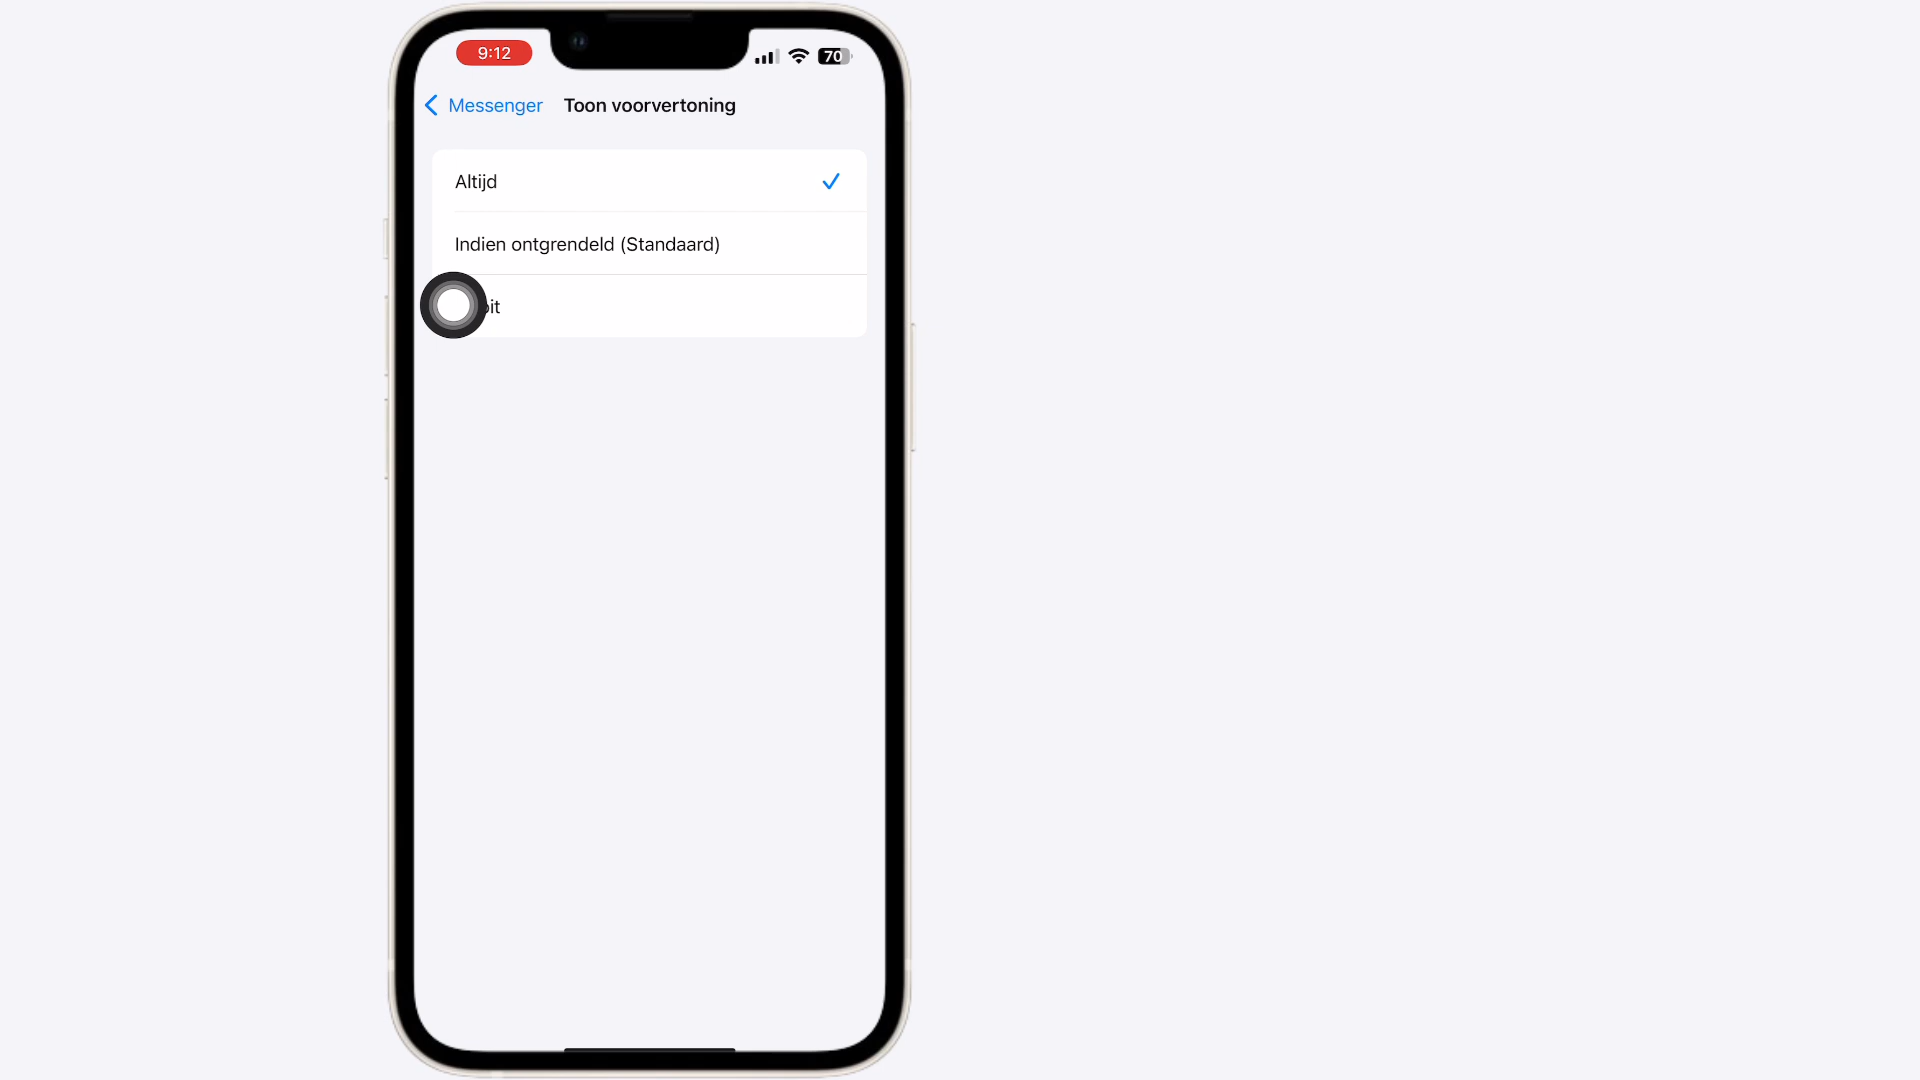 9:12
70
Messenger Toon voorvertoning
Altijd
Indien ontgrendeld (Standaard)